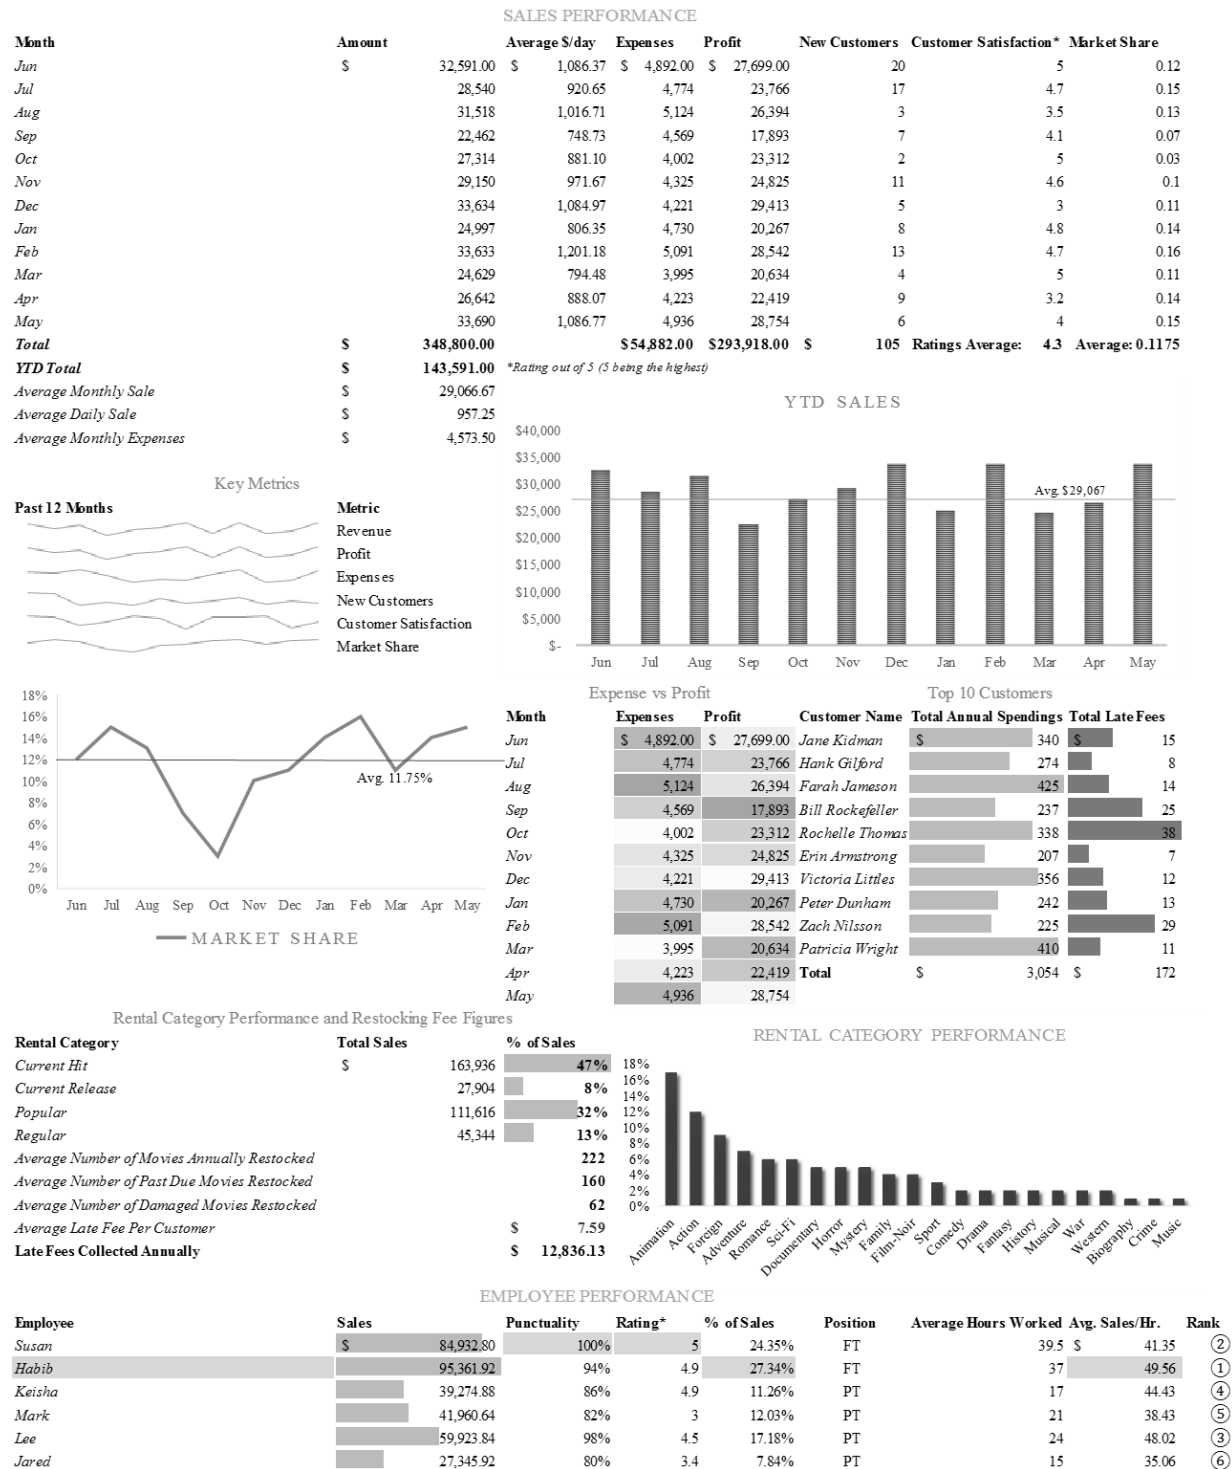 SALES PERFORMANCE
Month Amount Average $/day Expenses Profit New Customers Customer Satisfaction* Market Share
Jun $ 32,591.00 $ 1,086.37 $ 4,892.00 $ 27,699.00 20 5 0.12
Jul 28,540 920.65 4,774 23,766 17 4.7 0.15
Aug 31,518 1,016.71 5,124 26,394 3 3.5 0.13
Sep 22,462 748.73 4,569 17,893 7 4.1 0.07
Oct 27,314 881.10 4,002 23,312 2 5 0.03
Nov 29,150 971.67 4,325 24,825 11 4.6 0.1
Dec 33,634 1,084.97 4,221 29,413 5 3 0.11
Jan 24,997 806.35 4,730 20,267 8 4.8 0.14
Feb 33,633 1,201.18 5,091 28,542 13 4.7 0.16
Mar 24,629 794.48 3,995 20,634 4 5 0.11
Apr 26,642 888.07 4,223 22,419 9 3.2 0.14
May 33,690 1,086.77 4,936 28,754 6 4 0.15
Total $ 348,800.00 $54,882.00 $293,918.00 $ 105 Ratings Average: 4.3 Average: 0.1175
YTD Total $ 143,591.00 *Rating out of 5 (5 being the highest)
Average Monthly Sale $ 29,066.67
Average Daily Sale $ 957.25
Average Monthly Expenses $ 4,573.50
YTD SALES
$40,000
$35,000
$30,000
$25,000
$20,000
$15,000
$10,000
$5,000
$-
Avg. $29,067
Jun Jul Aug Sep Oct Nov Dec Jan Feb Mar Apr May
Key Metrics
Past 12 Months Metric
Revenue
Profit
Expenses
New Customers
Customer Satisfaction
Market Share
18%
16%
14%
12%
10%
8%
6%
4%
2%
0%
Avg. 11.75%
Jun Jul Aug Sep Oct Nov Dec Jan Feb Mar Apr May
MARKET SHARE
Expense vs Profit
Month Expenses Profit
Jun $ 4,892.00 $ 27,699.00
Jul 4,774 23,766
Aug 5,124 26,394
Sep 4,569 17,893
Oct 4,002 23,312
Nov 4,325 24,825
Dec 4,221 29,413
Jan 4,730 20,267
Feb 5,091 28,542
Mar 3,995 20,634
Apr 4,223 22,419
May 4,936 28,754
Top 10 Customers
Customer Name Total Annual Spendings Total Late Fees
Jane Kidman $ 340 $ 15
Hank Gilford 274 8
Farah Jameson 425 14
Bill Rockefeller 237 25
Rochelle Thomas 338 38
Erin Armstrong 207 7
Victoria Littles 356 12
Peter Dunham 242 13
Zach Nilsson 225 29
Patricia Wright 410 11
Total $ 3,054 $ 172
Rental Category Performance and Restocking Fee Figures
Rental Category Total Sales % of Sales
Current Hit $ 163,936 47%
Current Release 27,904 8%
Popular 111,616 32%
Regular 45,344 13%
Average Number of Movies Annually Restocked 222
Average Number of Past Due Movies Restocked 160
Average Number of Damaged Movies Restocked 62
Average Late Fee Per Customer $ 7.59
Late Fees Collected Annually $ 12,836.13
RENTAL CATEGORY PERFORMANCE
18%
16%
14%
12%
10%
8%
6%
4%
2%
0%
Animation Action Foreign Adventure Romance Sci-Fi Documentary Horror Mystery Family Film-Noir Sport Comedy Drama Fantasy History Musical War Western Biography Crime Music
EMPLOYEE PERFORMANCE
Employee Sales Punctuality Rating* % of Sales Position Average Hours Worked Avg. Sales/Hr. Rank
Susan $ 84,932.80 100% 5 24.35% FT 39.5 $ 41.35 ②
Habib 95,361.92 94% 4.9 27.34% FT 37 49.56 ①
Keisha 39,274.88 86% 4.9 11.26% PT 17 44.43 ④
Mark 41,960.64 82% 3 12.03% PT 21 38.43 ⑤
Lee 59,923.84 98% 4.5 17.18% PT 24 48.02 ③
Jared 27,345.92 80% 3.4 7.84% PT 15 35.06 ⑥